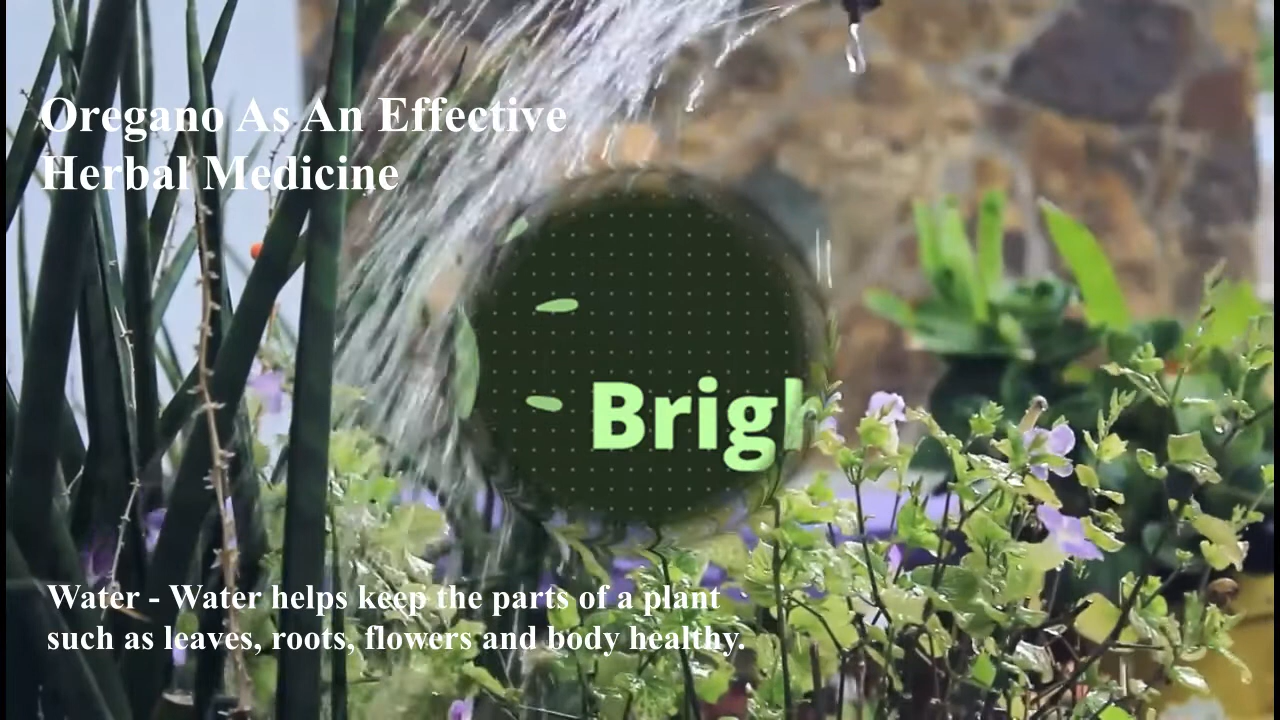 Oregano As An Effective
Herbal Medicine
Brigh
Water - Water helps keep the parts of a plant
such as leaves, roots, flowers and body healthy.